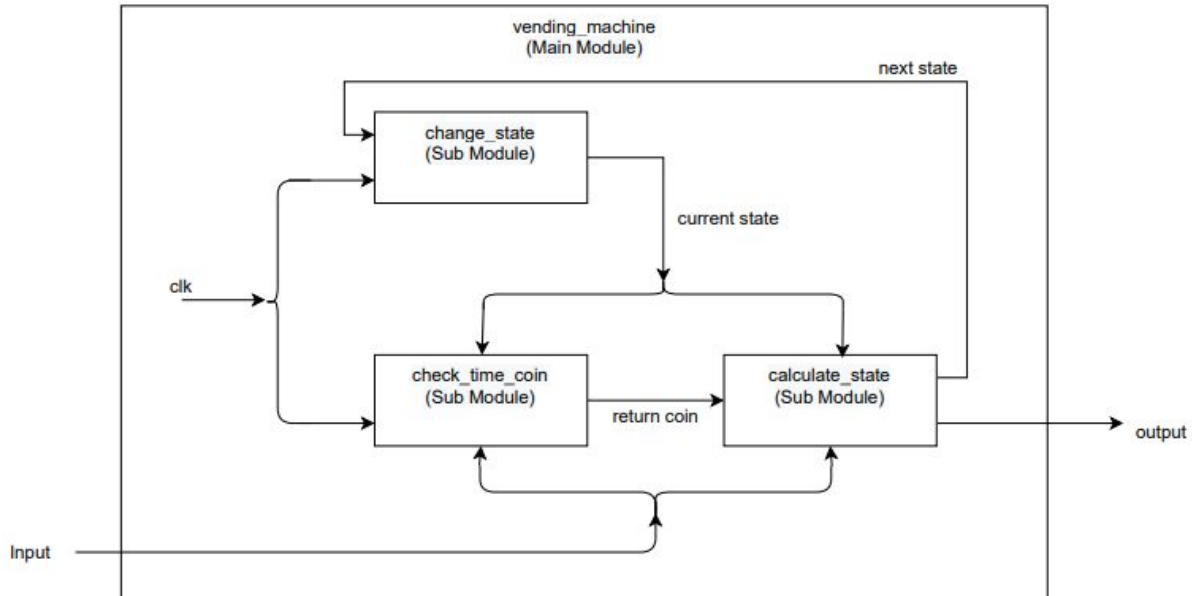 vending_machine
(Main Module)
next state
change_state
(Sub Module)
current state
clk
check_time_coin
(Sub Module)
return coin
calculate_state
(Sub Module)
output
Input